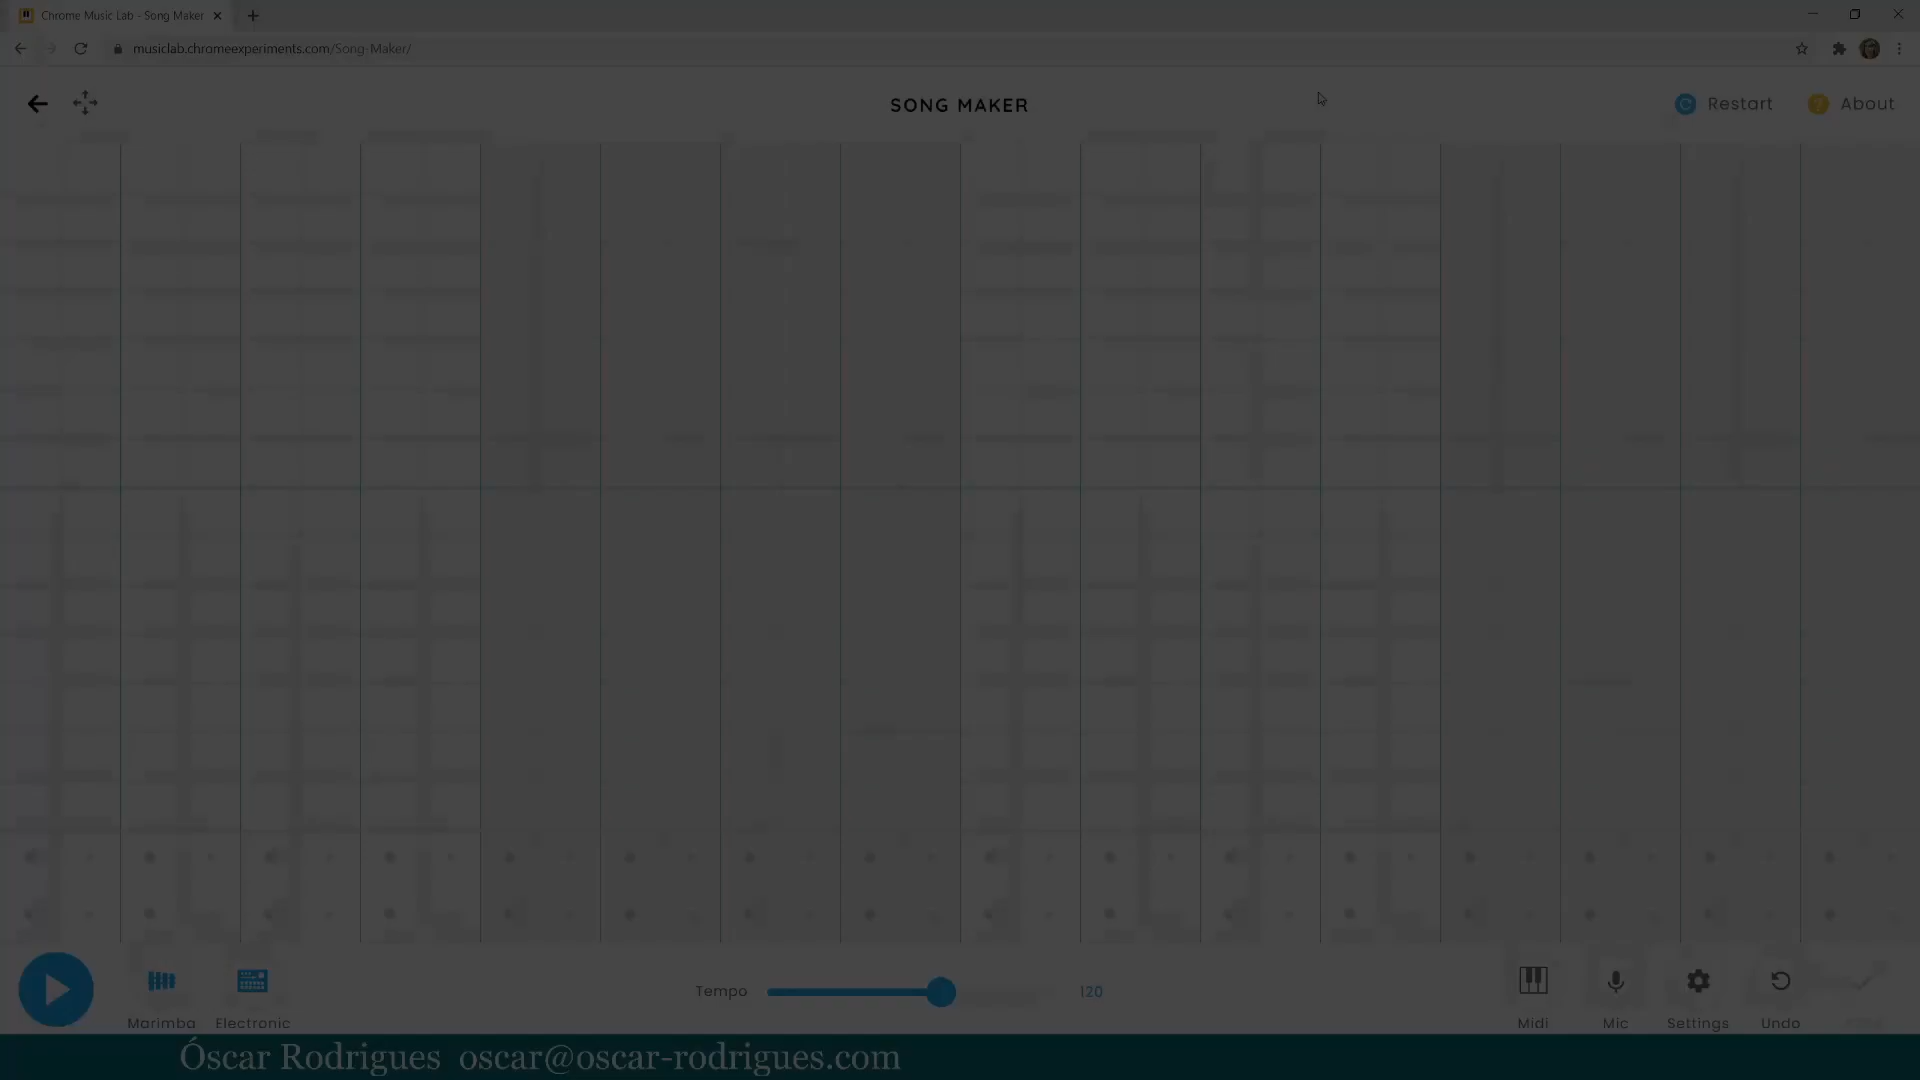 Chrome Music Lab - Song Maker
musiclab.chromeexperiments.com/Song-Maker/
SONG MAKER
? Restart
About
Tempo
120
Marimba
Electronic
Midi
Mic
Settings
Undo
Óscar Rodrigues oscar@oscar-rodrigues.com